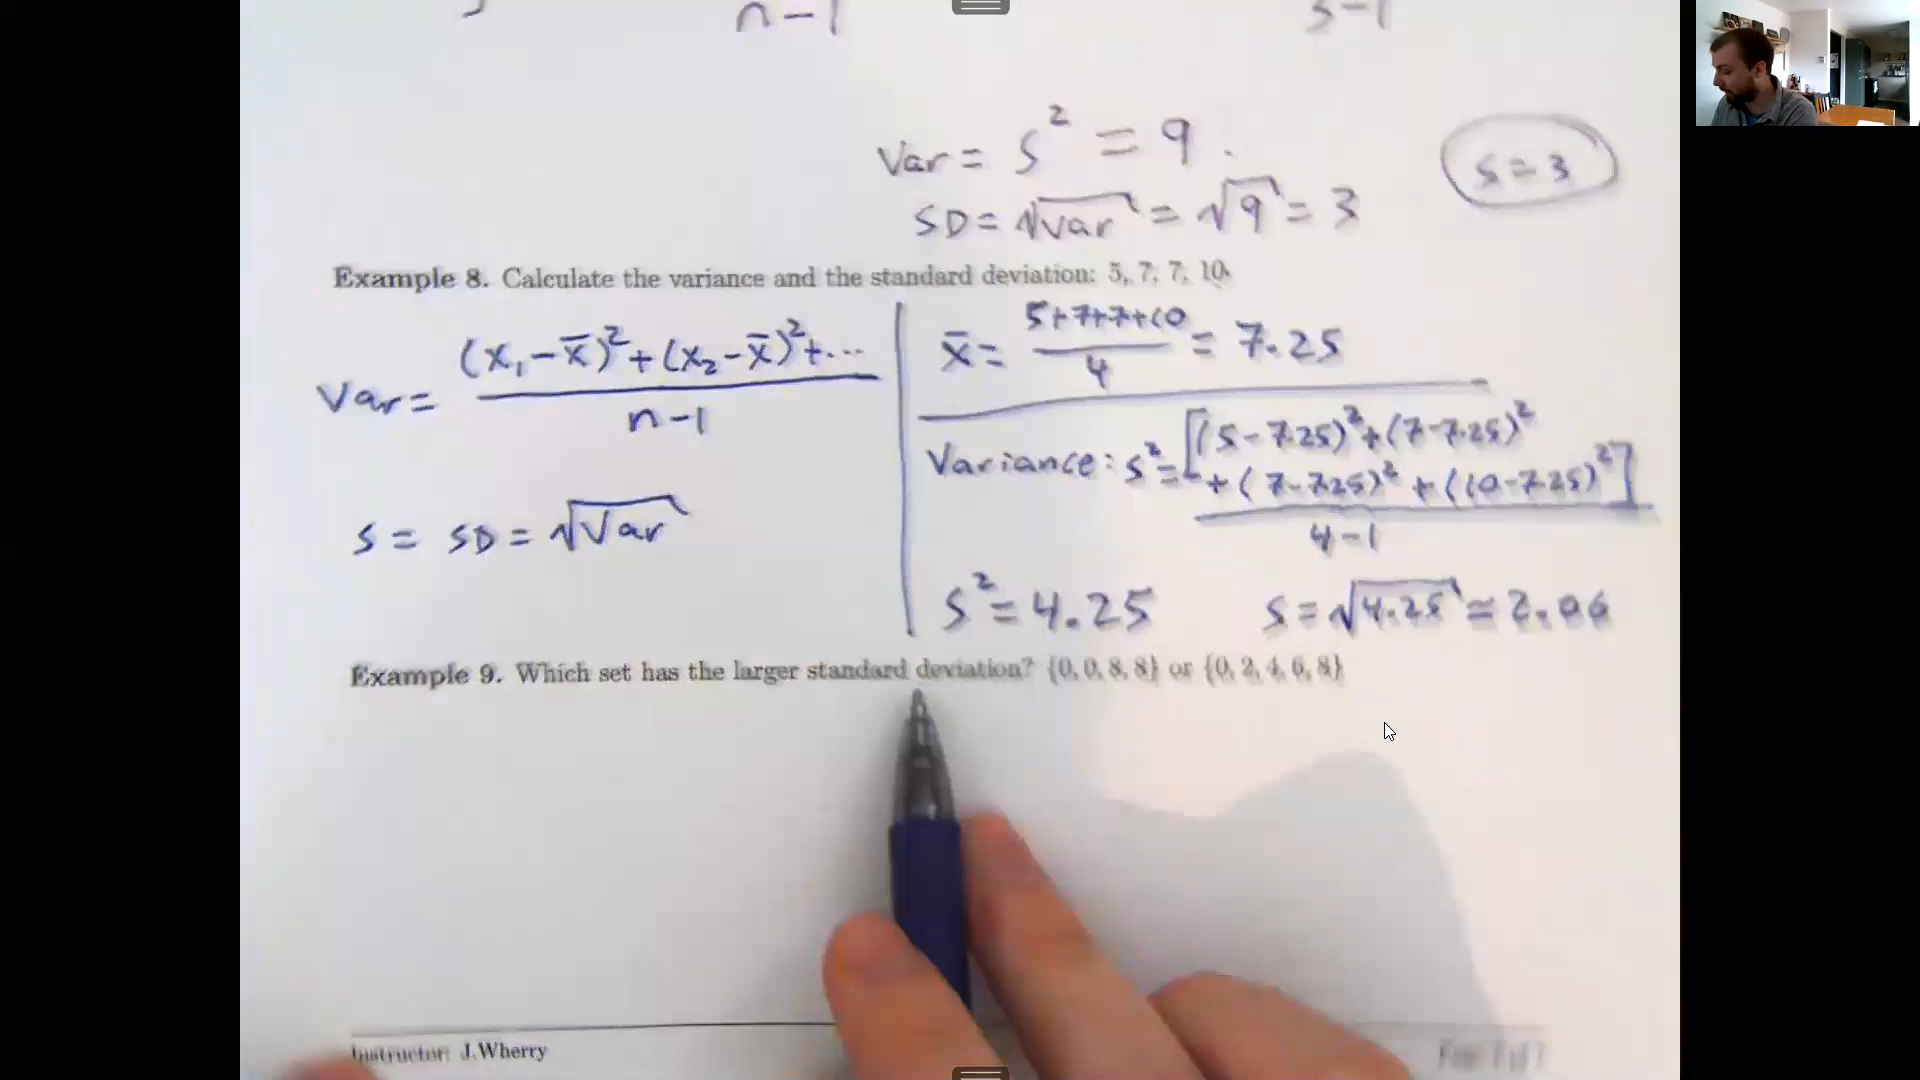 n-1
s-1
Var = s² = 9.
s = 3
SD = √Var = √9 = 3
Example 8. Calculate the variance and the standard deviation: 5, 7, 7, 10.
Var = (x₁ - x̄)² + (x₂ - x̄)² + ...
n-1
s = SD = √Var
x̄ = 5+7+7+10 = 7.25
4
Variance: s² = [(5-7.25)² + (7-7.25)²
+ (7-7.25)² + (10-7.25)²]
4-1
s² = 4.25
s = √4.25 ≈ 2.06
Example 9. Which set has the larger standard deviation? {0, 0, 8, 8} or {0, 2, 4, 6, 8}
Instructor: J.Wherry